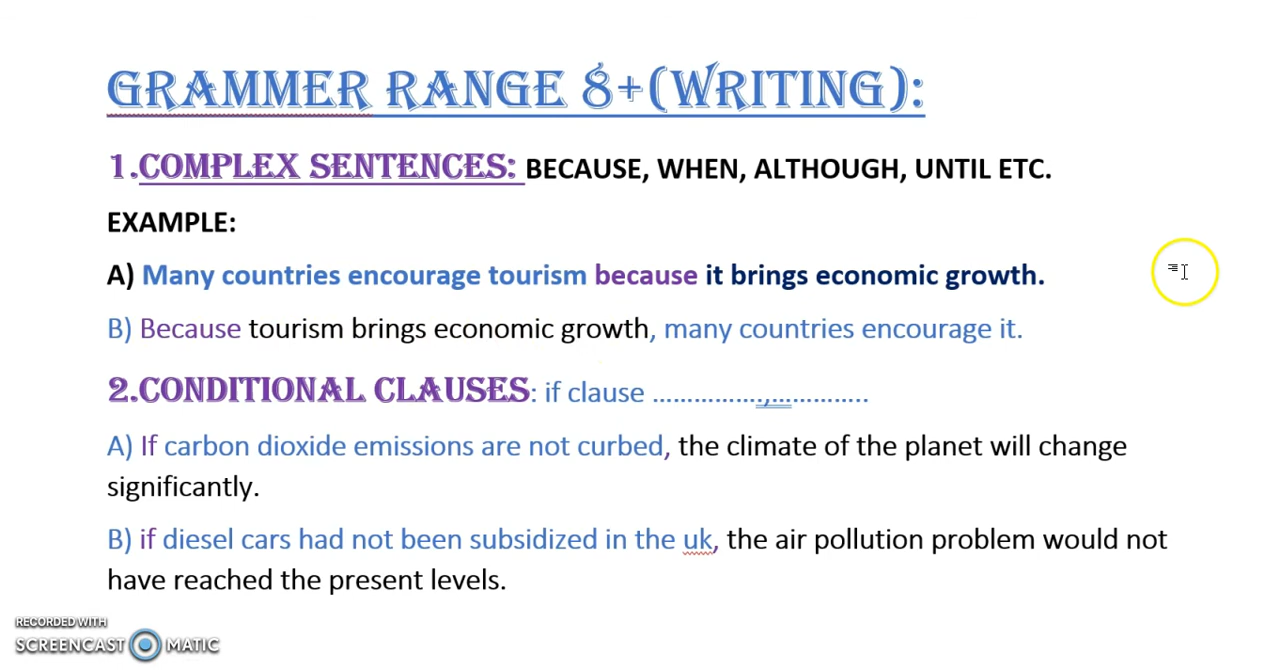 GRAMMER RANGE 8+(WRITING):
1.COMPLEX SENTENCES: BECAUSE, WHEN, ALTHOUGH, UNTIL ETC.
EXAMPLE:
A) Many countries encourage tourism because it brings economic growth.
B) Because tourism brings economic growth, many countries encourage it.
2.CONDITIONAL CLAUSES: if clause ……………..,…………..
A) If carbon dioxide emissions are not curbed, the climate of the planet will change
significantly.
B) if diesel cars had not been subsidized in the uk, the air pollution problem would not
have reached the present levels.
RECORDED WITH
SCREENCAST MATIC